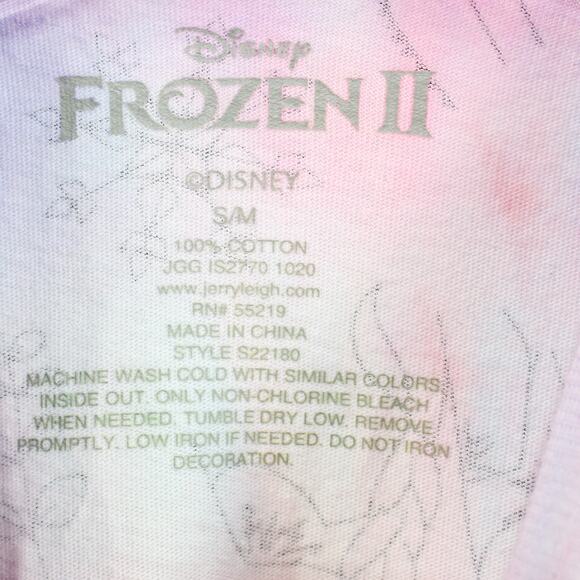 Disney
FROZEN II
©DISNEY
S/M
100% COTTON
JGG IS2770 1020
www.jerryleigh.com
RN# 55219
MADE IN CHINA
STYLE S22180
MACHINE WASH COLD WITH SIMILAR COLORS
INSIDE OUT. ONLY NON-CHLORINE BLEACH
WHEN NEEDED. TUMBLE DRY LOW. REMOVE
PROMPTLY. LOW IRON IF NEEDED. DO NOT IRON
DECORATION.